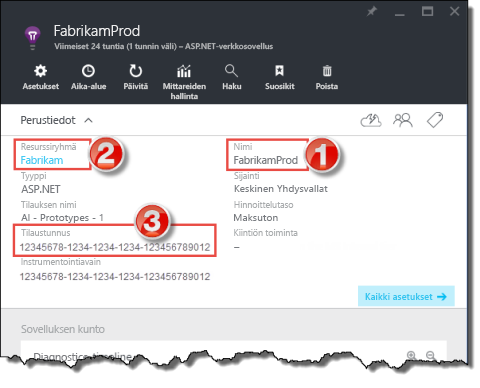 FabrikamProd
Viimeiset 24 tuntia (1 tunnin väli) – ASP.NET-verkkosovellus
Asetukset Aika-alue Päivitä Mittareiden hallinta Haku Suosikit Poista
Perustiedot
Resurssiryhmä
Fabrikam
2
Nimi
FabrikamProd
1
Tyyppi
ASP.NET
Sijainti
Keskinen Yhdysvallat
Tilauksen nimi
AI - Prototypes - 1
Hinnoittelutaso
Maksuton
3
Tilaustunnus
12345678-1234-1234-1234-123456789012
Kiintiön toiminta
–
Instrumentointiavain
12345678-1234-1234-1234-123456789012
Kaikki asetukset
Sovelluksen kunto
Diagnostics timeline